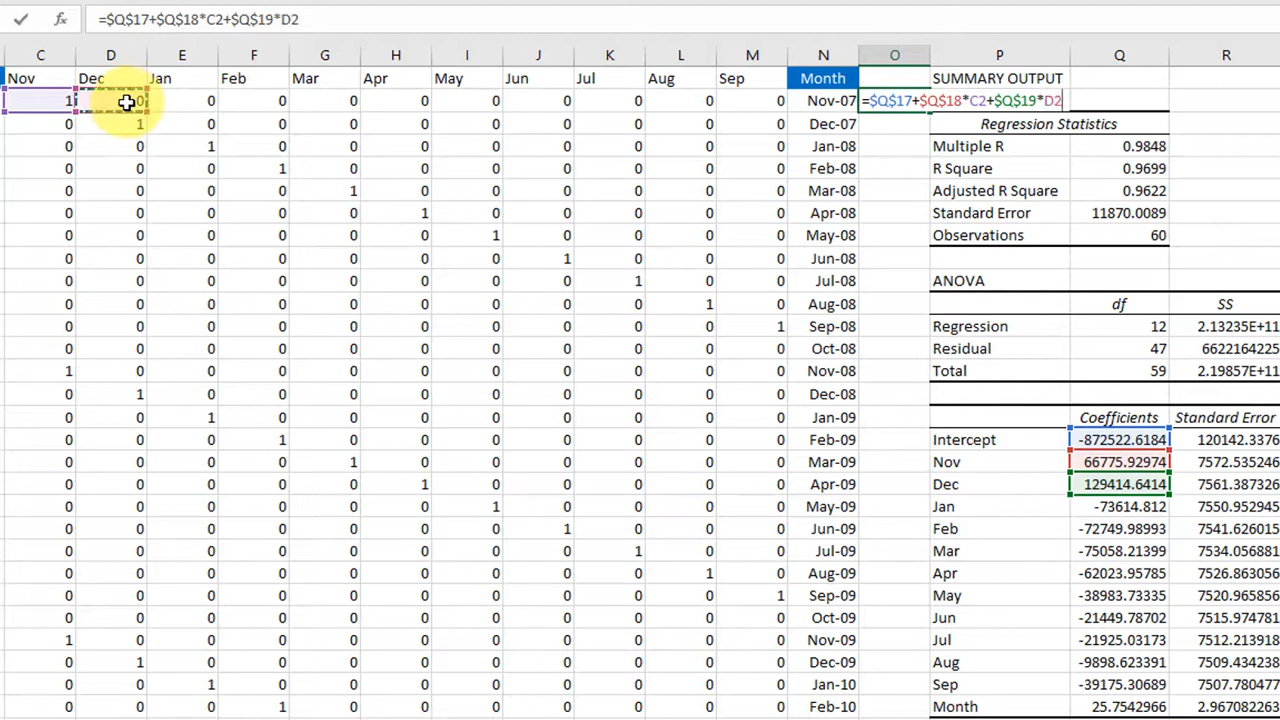 fx =$Q$17+$Q$18*C2+$Q$19*D2
C D E F G H I J K L M N O P Q R
Nov Dec Jan Feb Mar Apr May Jun Jul Aug Sep Month SUMMARY OUTPUT
1 0 0 0 0 0 0 0 0 0 0 Nov-07 =$Q$17+$Q$18*C2+$Q$19*D2
0 1 0 0 0 0 0 0 0 0 0 Dec-07 Regression Statistics
0 0 1 0 0 0 0 0 0 0 0 Jan-08 Multiple R 0.9848
0 0 0 1 0 0 0 0 0 0 0 Feb-08 R Square 0.9699
0 0 0 0 1 0 0 0 0 0 0 Mar-08 Adjusted R Square 0.9622
0 0 0 0 0 1 0 0 0 0 0 Apr-08 Standard Error 11870.0089
0 0 0 0 0 0 1 0 0 0 0 May-08 Observations 60
0 0 0 0 0 0 0 1 0 0 0 Jun-08
0 0 0 0 0 0 0 0 1 0 0 Jul-08 ANOVA
0 0 0 0 0 0 0 0 0 1 0 Aug-08 df SS
0 0 0 0 0 0 0 0 0 0 1 Sep-08 Regression 12 2.13235E+11
0 0 0 0 0 0 0 0 0 0 0 Oct-08 Residual 47 6622164225
1 0 0 0 0 0 0 0 0 0 0 Nov-08 Total 59 2.19857E+11
0 1 0 0 0 0 0 0 0 0 0 Dec-08
0 0 1 0 0 0 0 0 0 0 0 Jan-09 Coefficients Standard Error
0 0 0 1 0 0 0 0 0 0 0 Feb-09 Intercept -872522.6184 120142.3376
0 0 0 0 1 0 0 0 0 0 0 Mar-09 Nov 66775.92974 7572.535246
0 0 0 0 0 1 0 0 0 0 0 Apr-09 Dec 129414.6414 7561.387326
0 0 0 0 0 0 1 0 0 0 0 May-09 Jan -73614.812 7550.952945
0 0 0 0 0 0 0 1 0 0 0 Jun-09 Feb -72749.98993 7541.626015
0 0 0 0 0 0 0 0 1 0 0 Jul-09 Mar -75058.21399 7534.056881
0 0 0 0 0 0 0 0 0 1 0 Aug-09 Apr -62023.95785 7526.863056
0 0 0 0 0 0 0 0 0 0 1 Sep-09 May -38983.73335 7520.965856
0 0 0 0 0 0 0 0 0 0 0 Oct-09 Jun -21449.78702 7515.974781
1 0 0 0 0 0 0 0 0 0 0 Nov-09 Jul -21925.03173 7512.213918
0 1 0 0 0 0 0 0 0 0 0 Dec-09 Aug -9898.623391 7509.434238
0 0 1 0 0 0 0 0 0 0 0 Jan-10 Sep -39175.30689 7507.780477
0 0 0 1 0 0 0 0 0 0 0 Feb-10 Month 25.7542966 2.967082263